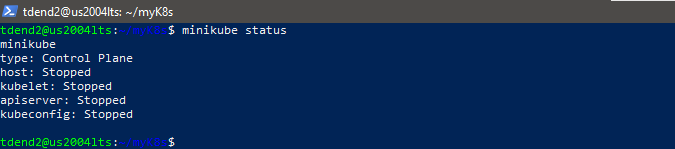 tdend2@us2004lts: ~/myK8s
tdend2@us2004lts:~/myK8s$ minikube status
minikube
type: Control Plane
host: Stopped
kubelet: Stopped
apiserver: Stopped
kubeconfig: Stopped
tdend2@us2004lts:~/myK8s$